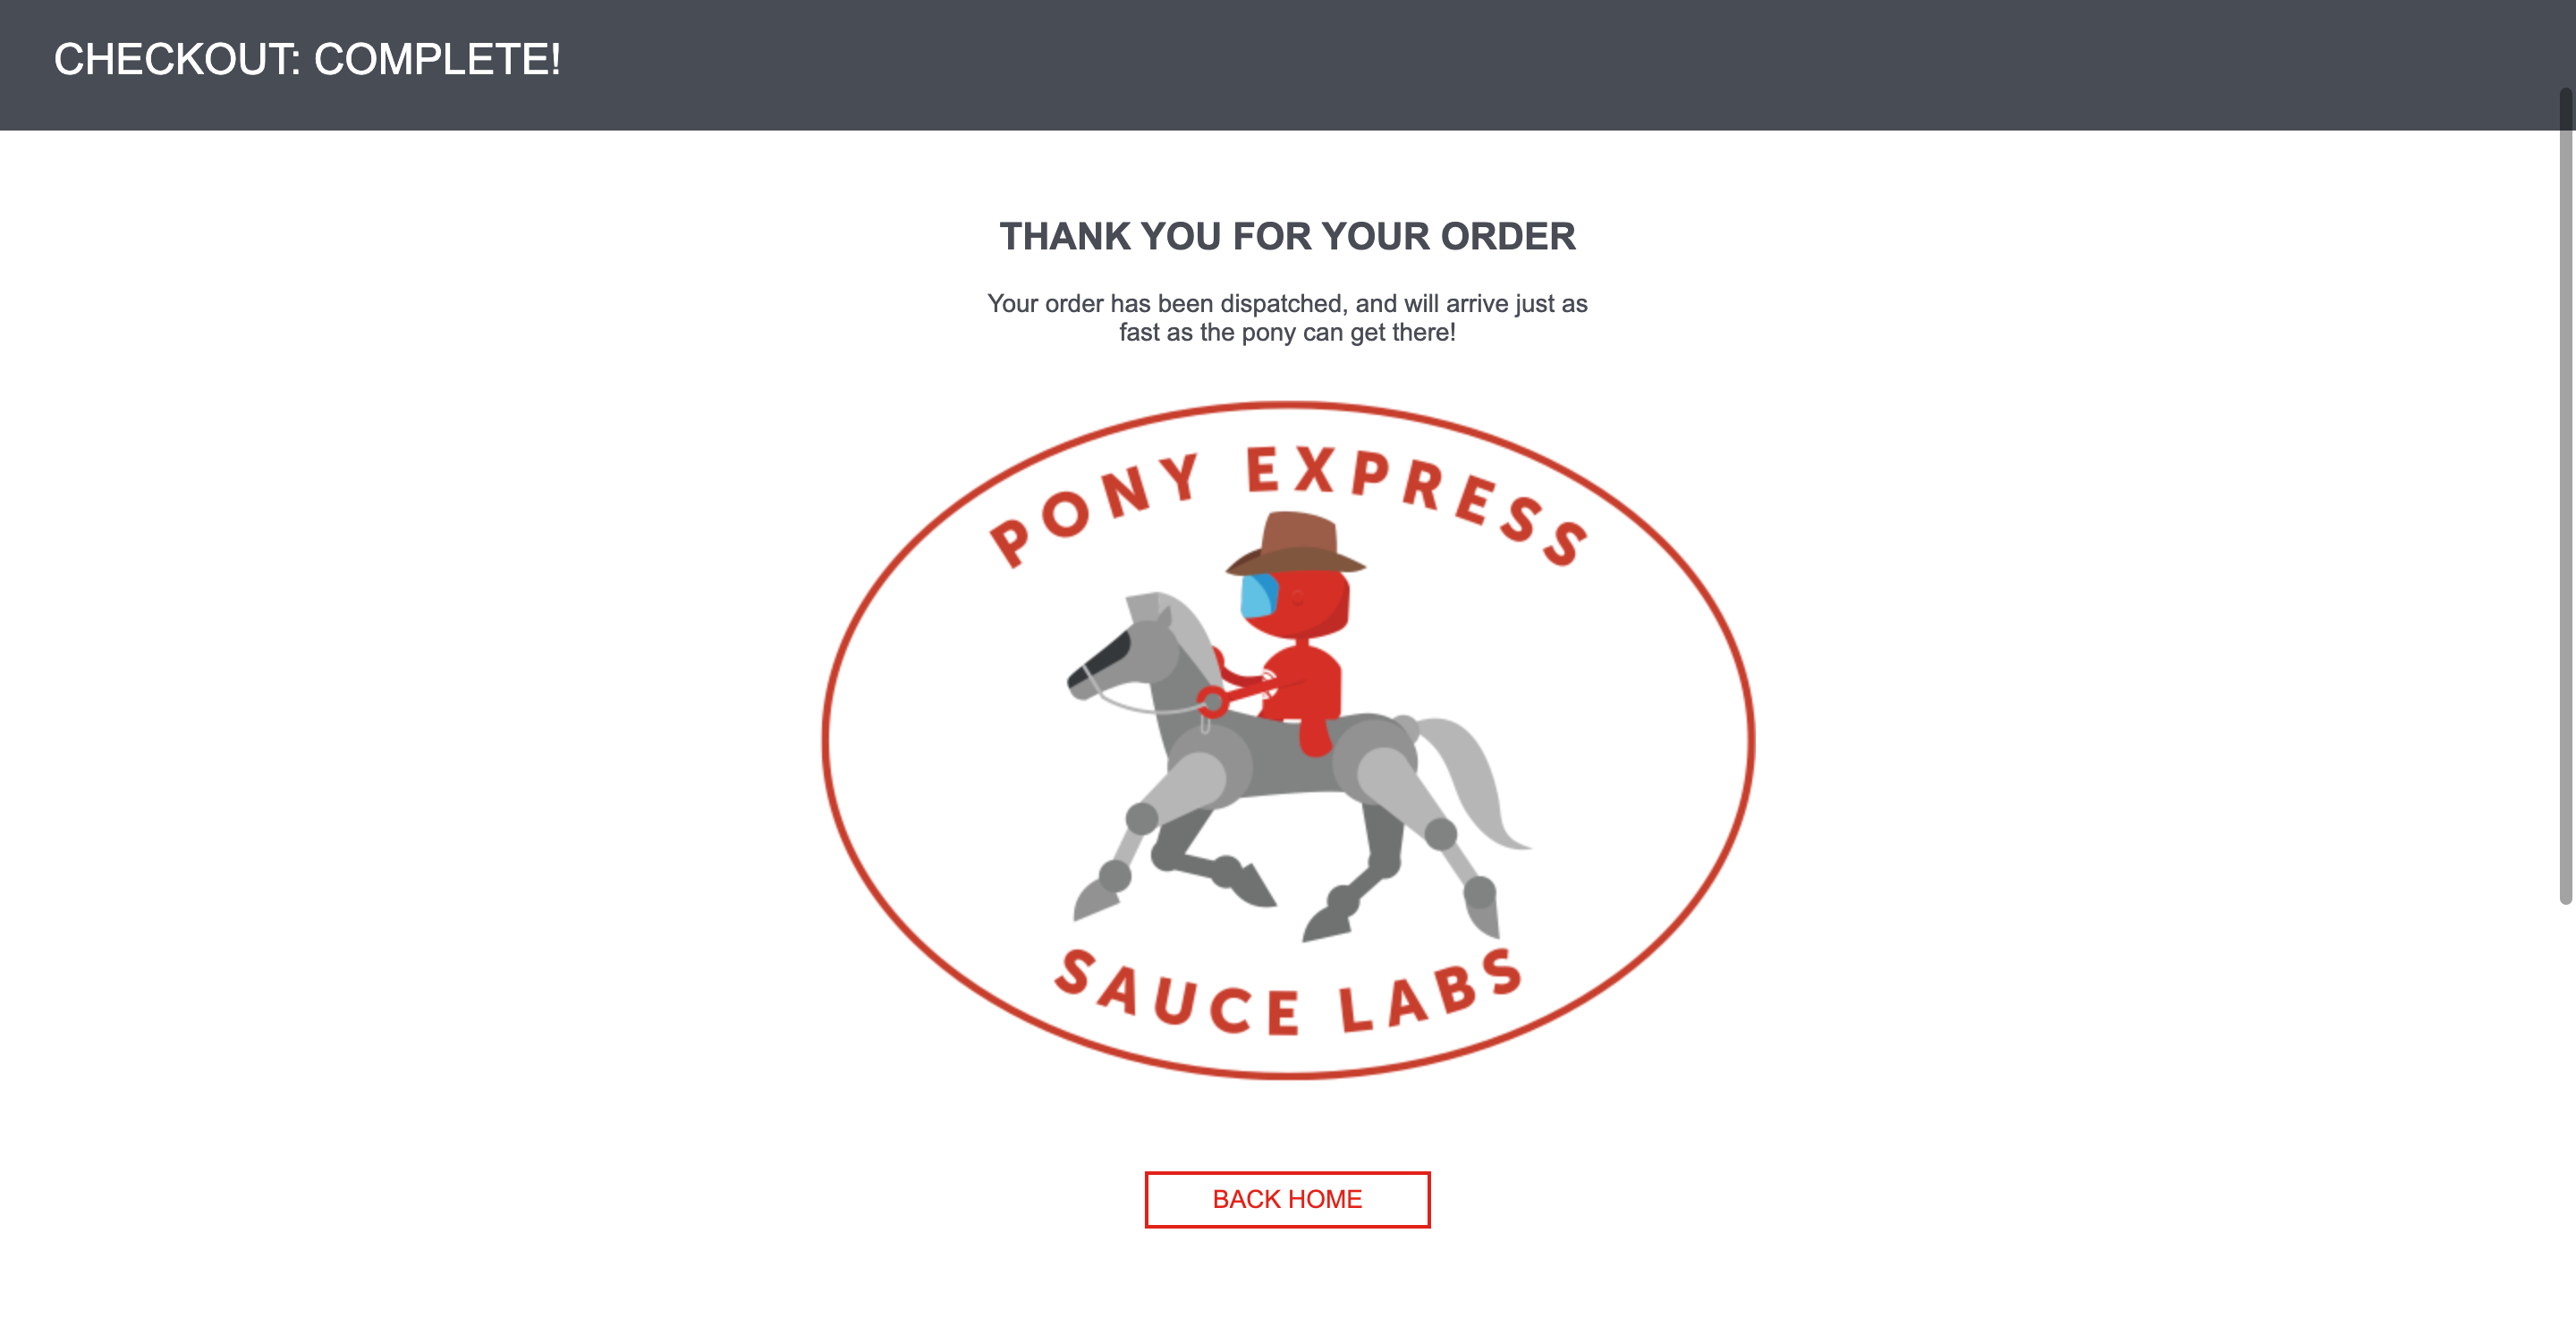 CHECKOUT: COMPLETE!
THANK YOU FOR YOUR ORDER
Your order has been dispatched, and will arrive just as
fast as the pony can get there!
PONY EXPRESS
SAUCE LABS
BACK HOME